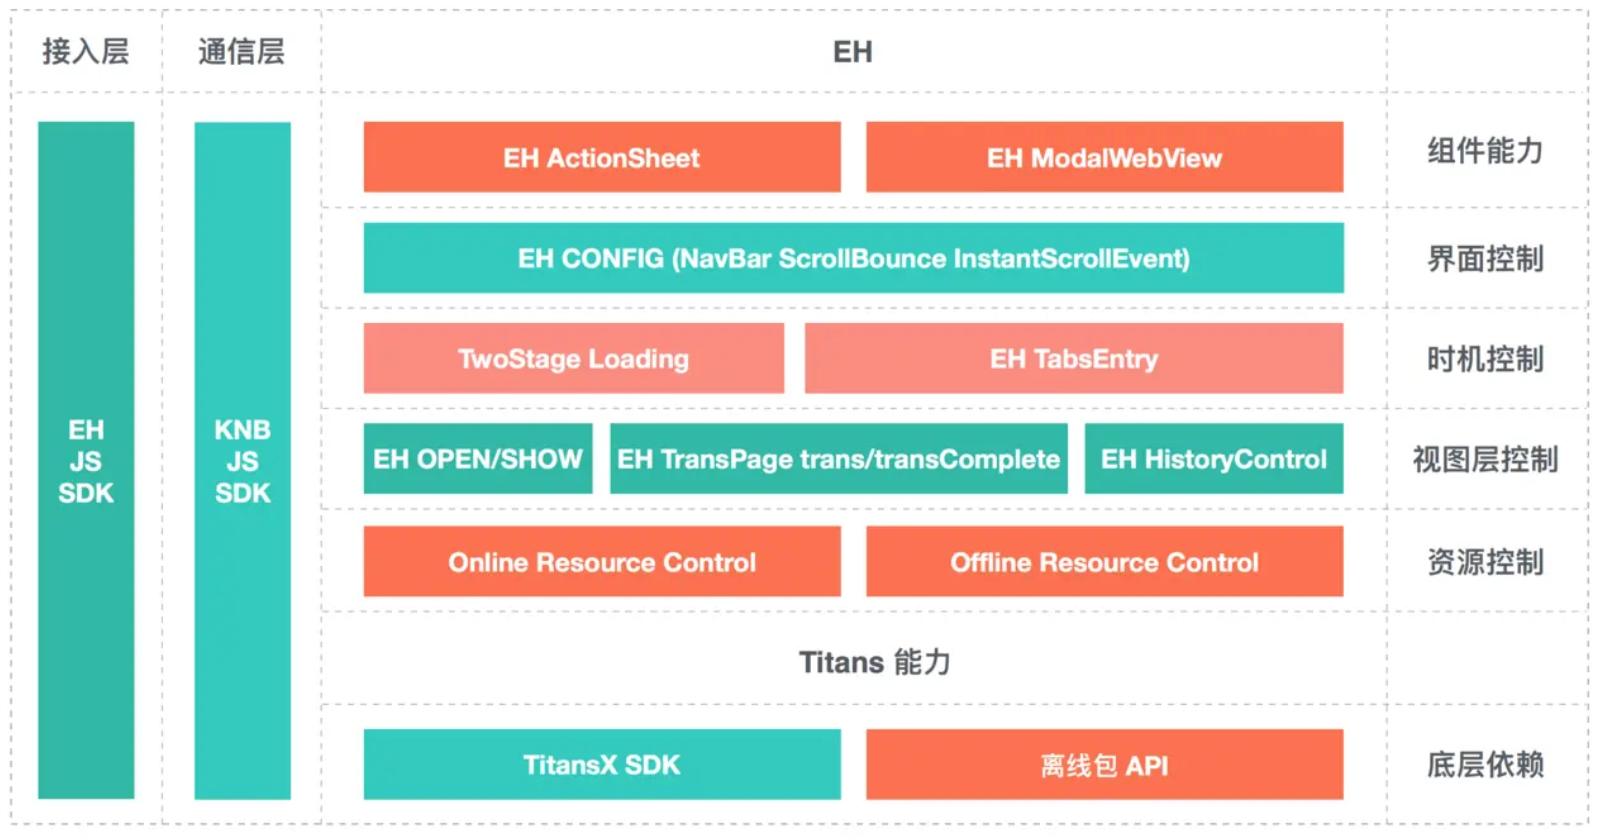 接入层
通信层
EH
EH
JS
SDK
KNB
JS
SDK
EH ActionSheet
EH ModalWebView
组件能力
EH CONFIG (NavBar ScrollBounce InstantScrollEvent)
界面控制
TwoStage Loading
EH TabsEntry
时机控制
EH OPEN/SHOW
EH TransPage trans/transComplete
EH HistoryControl
视图层控制
Online Resource Control
Offline Resource Control
资源控制
Titans 能力
TitansX SDK
离线包 API
底层依赖